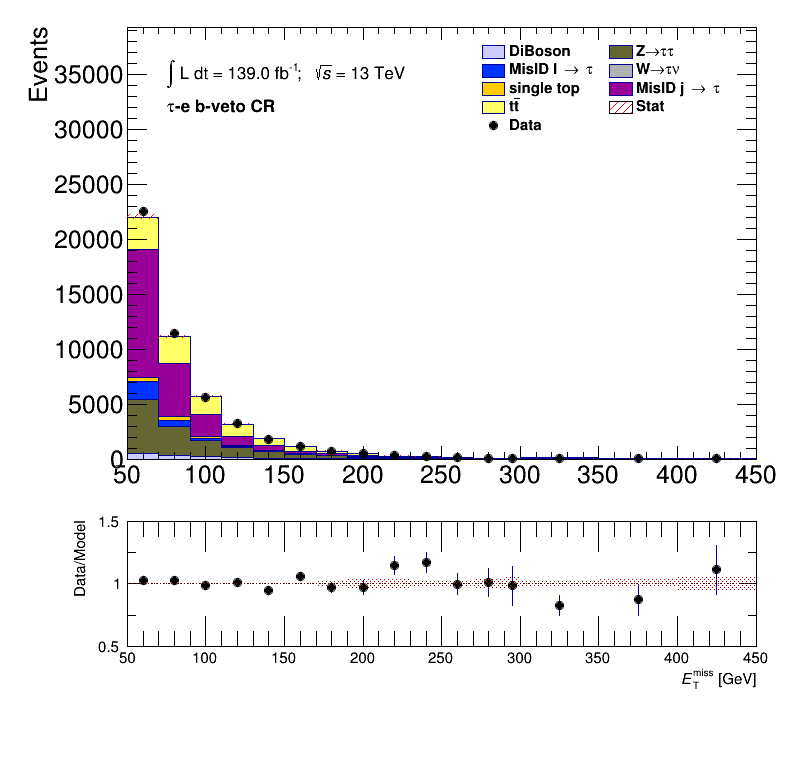 Events
∫ L dt = 139.0 fb⁻¹; √s = 13 TeV
τ-e b-veto CR
DiBoson
MisID l → τ
single top
tt̄
Data
Z→ττ
W→τν
MisID j → τ
Stat
35000
30000
25000
20000
15000
10000
5000
0
50 100 150 200 250 300 350 400 450
Data/Model
1.5
1
0.5
50 100 150 200 250 300 350 400 450
E_T^miss [GeV]